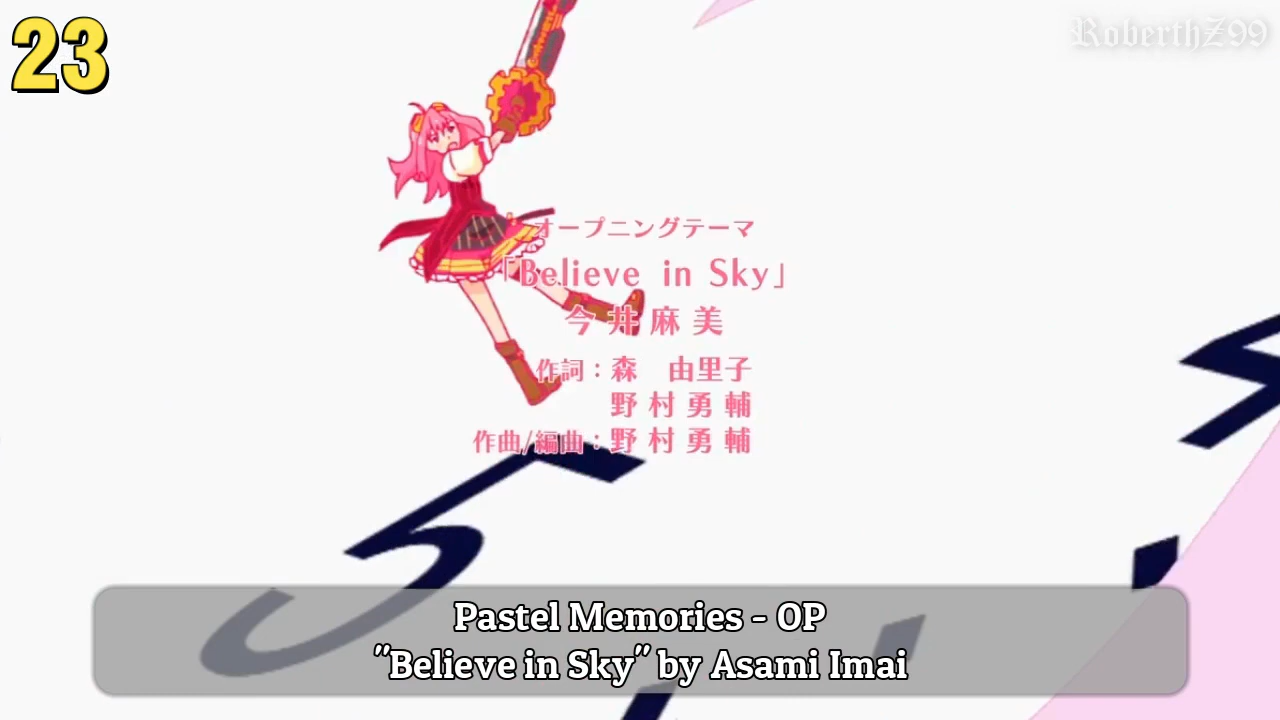 23
RoberthZ99
オープニングテーマ
「Believe in Sky」
今井麻美
作詞：森　由里子
野村勇輔
作曲/編曲：野村勇輔
5
Pastel Memories - OP
"Believe in Sky" by Asami Imai